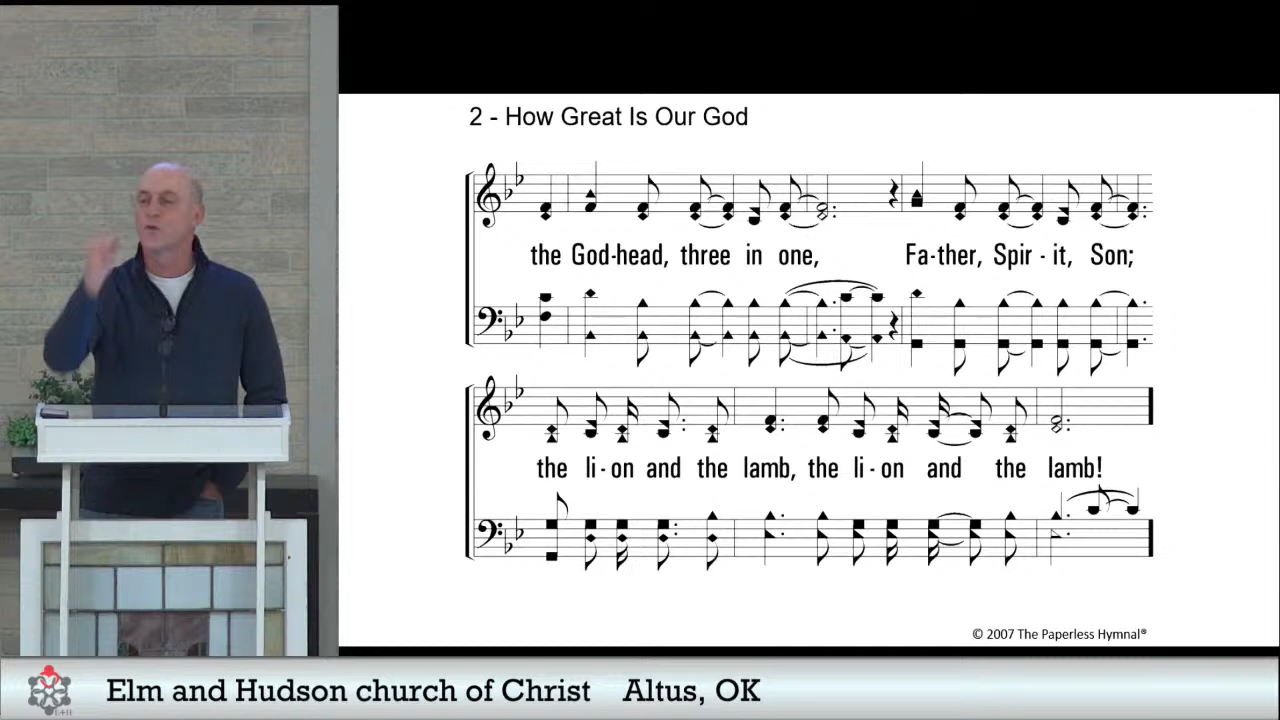 2 - How Great Is Our God
the God-head, three in one, Fa-ther, Spir - it, Son;
the li - on and the lamb, the li - on and the lamb!
© 2007 The Paperless Hymnal®
Elm and Hudson church of Christ Altus, OK